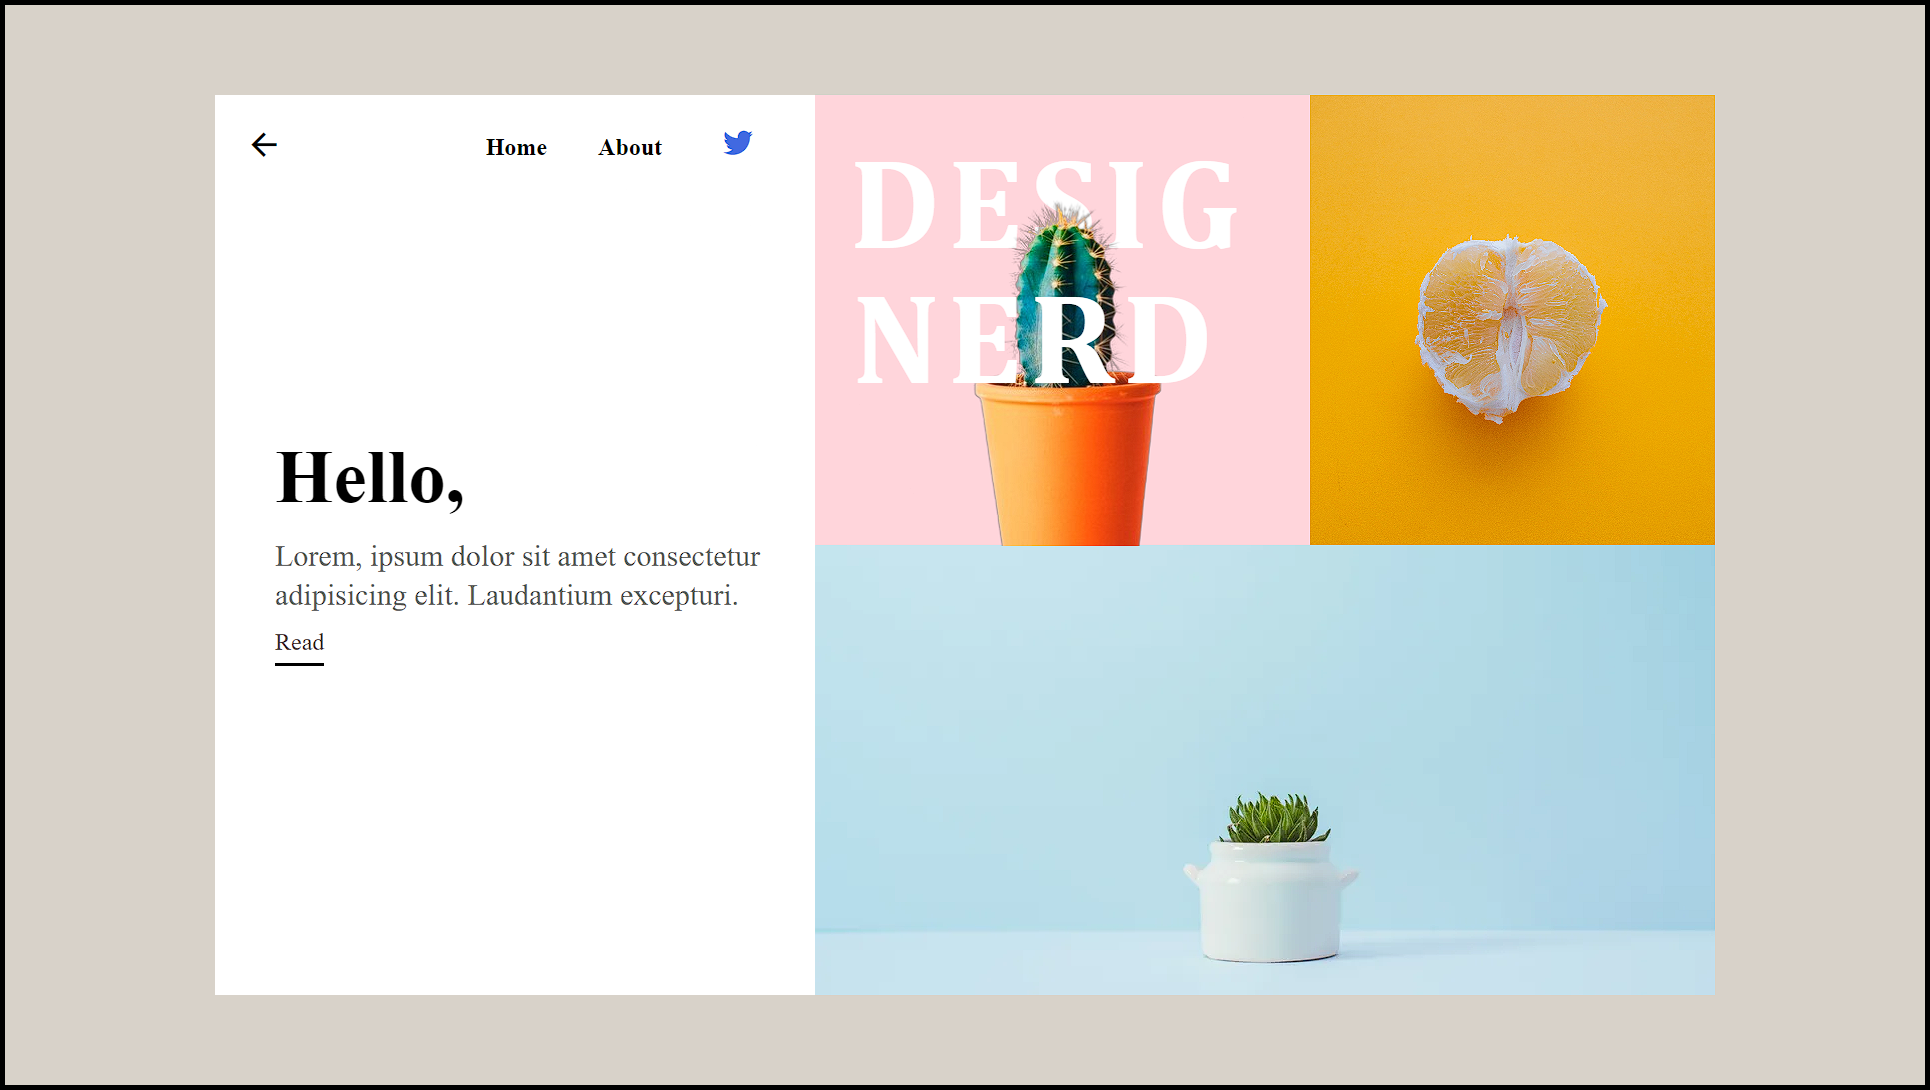 Home About
DESIG
NERD
Hello,
Lorem, ipsum dolor sit amet consectetur
adipisicing elit. Laudantium excepturi.
Read